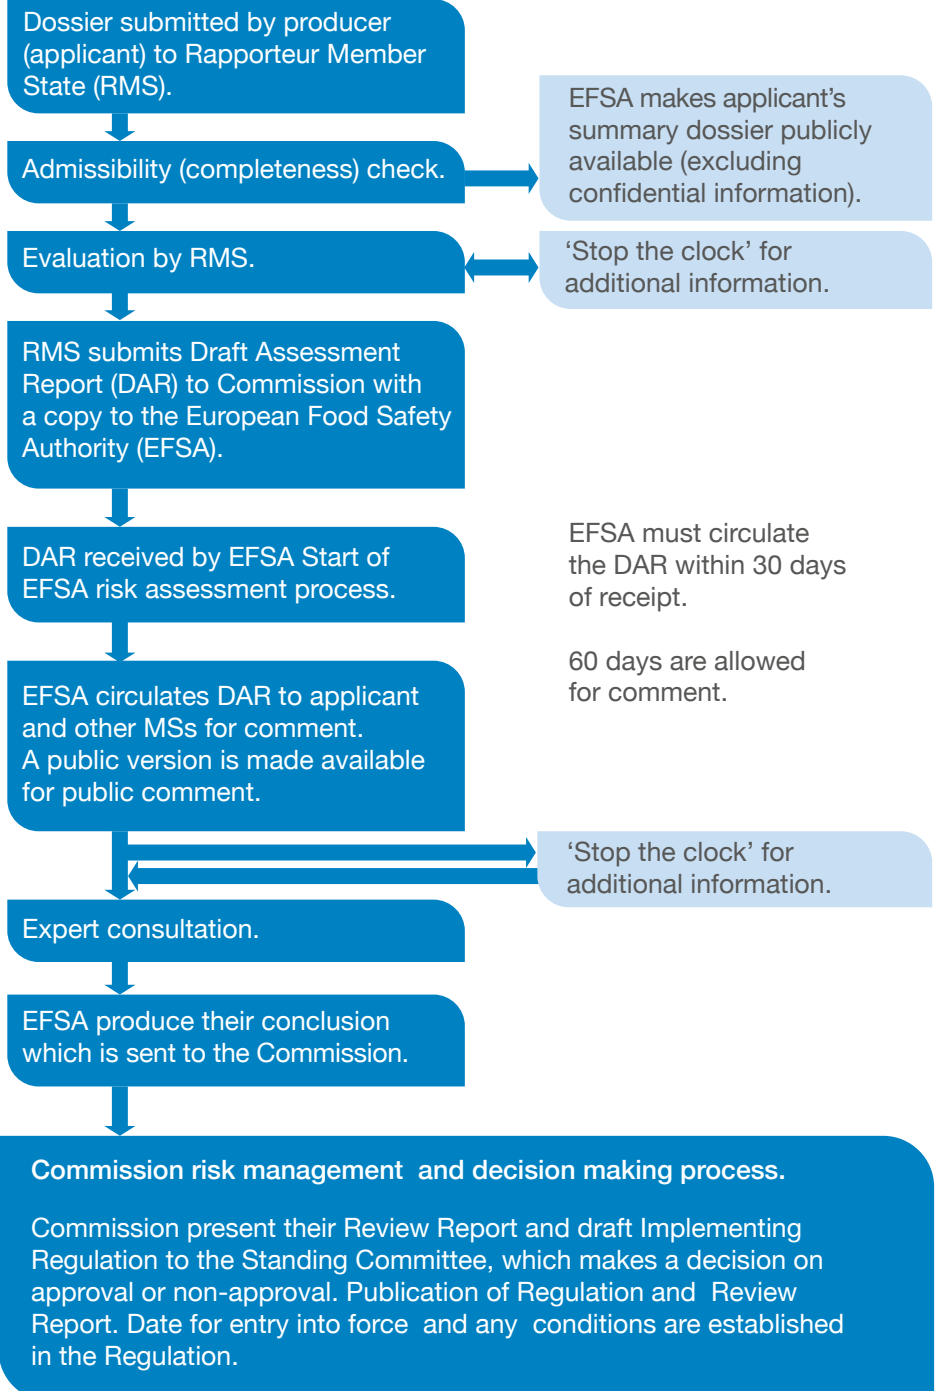 Dossier submitted by producer
(applicant) to Rapporteur Member
State (RMS).
EFSA makes applicant’s
summary dossier publicly
available (excluding
confidential information).
Admissibility (completeness) check.
Evaluation by RMS.
‘Stop the clock’ for
additional information.
RMS submits Draft Assessment
Report (DAR) to Commission with
a copy to the European Food Safety
Authority (EFSA).
DAR received by EFSA Start of
EFSA risk assessment process.
EFSA must circulate
the DAR within 30 days
of receipt.
60 days are allowed
for comment.
EFSA circulates DAR to applicant
and other MSs for comment.
A public version is made available
for public comment.
‘Stop the clock’ for
additional information.
Expert consultation.
EFSA produce their conclusion
which is sent to the Commission.
Commission risk management and decision making process.
Commission present their Review Report and draft Implementing
Regulation to the Standing Committee, which makes a decision on
approval or non-approval. Publication of Regulation and Review
Report. Date for entry into force and any conditions are established
in the Regulation.